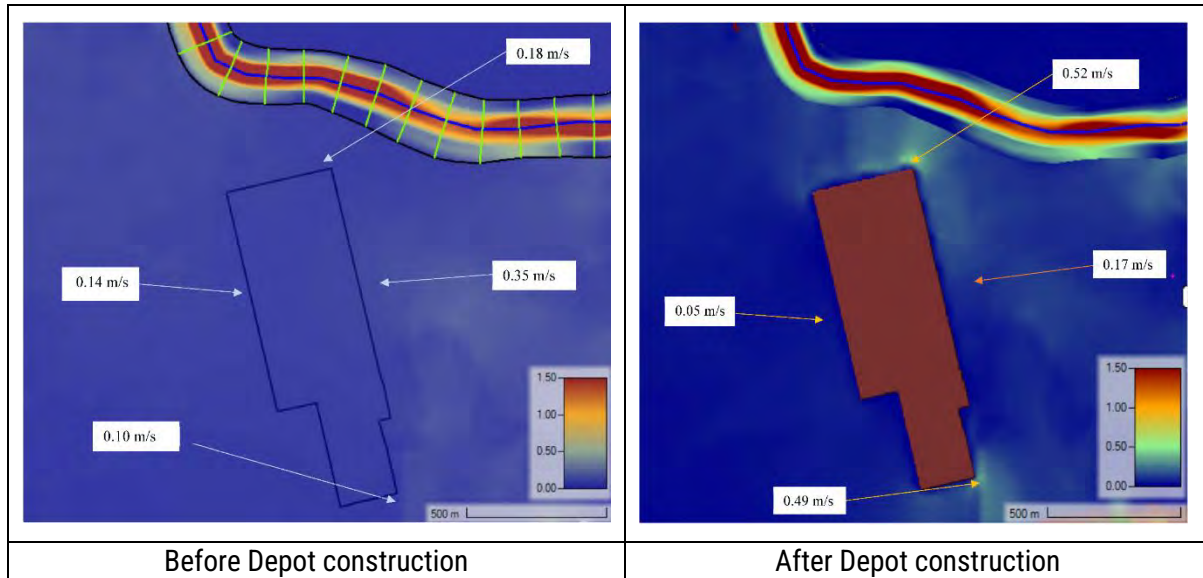 0.18 m/s
0.14 m/s
0.35 m/s
0.10 m/s
1.50
1.00
0.50
0.00
500 m
0.52 m/s
0.17 m/s
0.05 m/s
0.49 m/s
1.50
1.00
0.50
0.00
500 m
Before Depot construction
After Depot construction